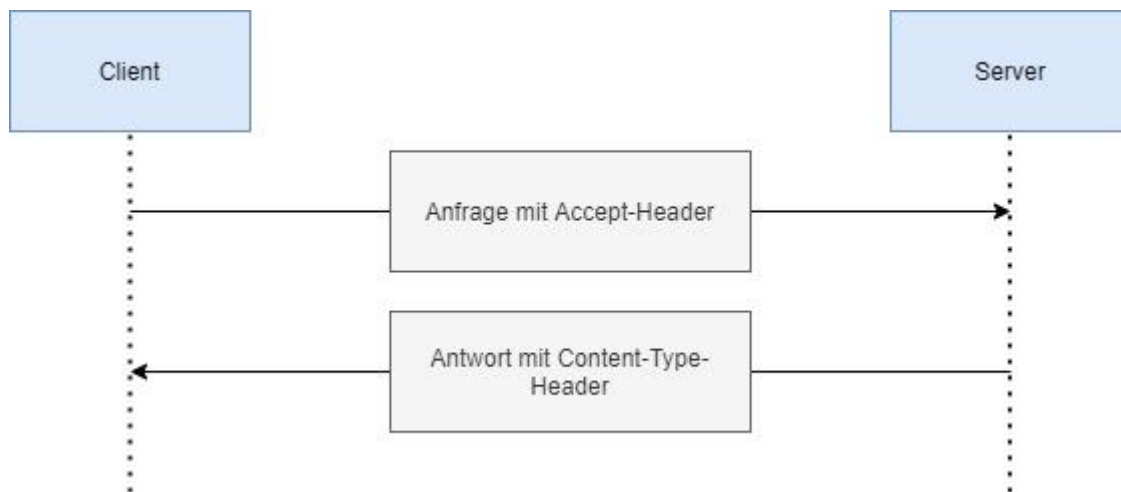 Client
Server
Anfrage mit Accept-Header
Antwort mit Content-Type-
Header